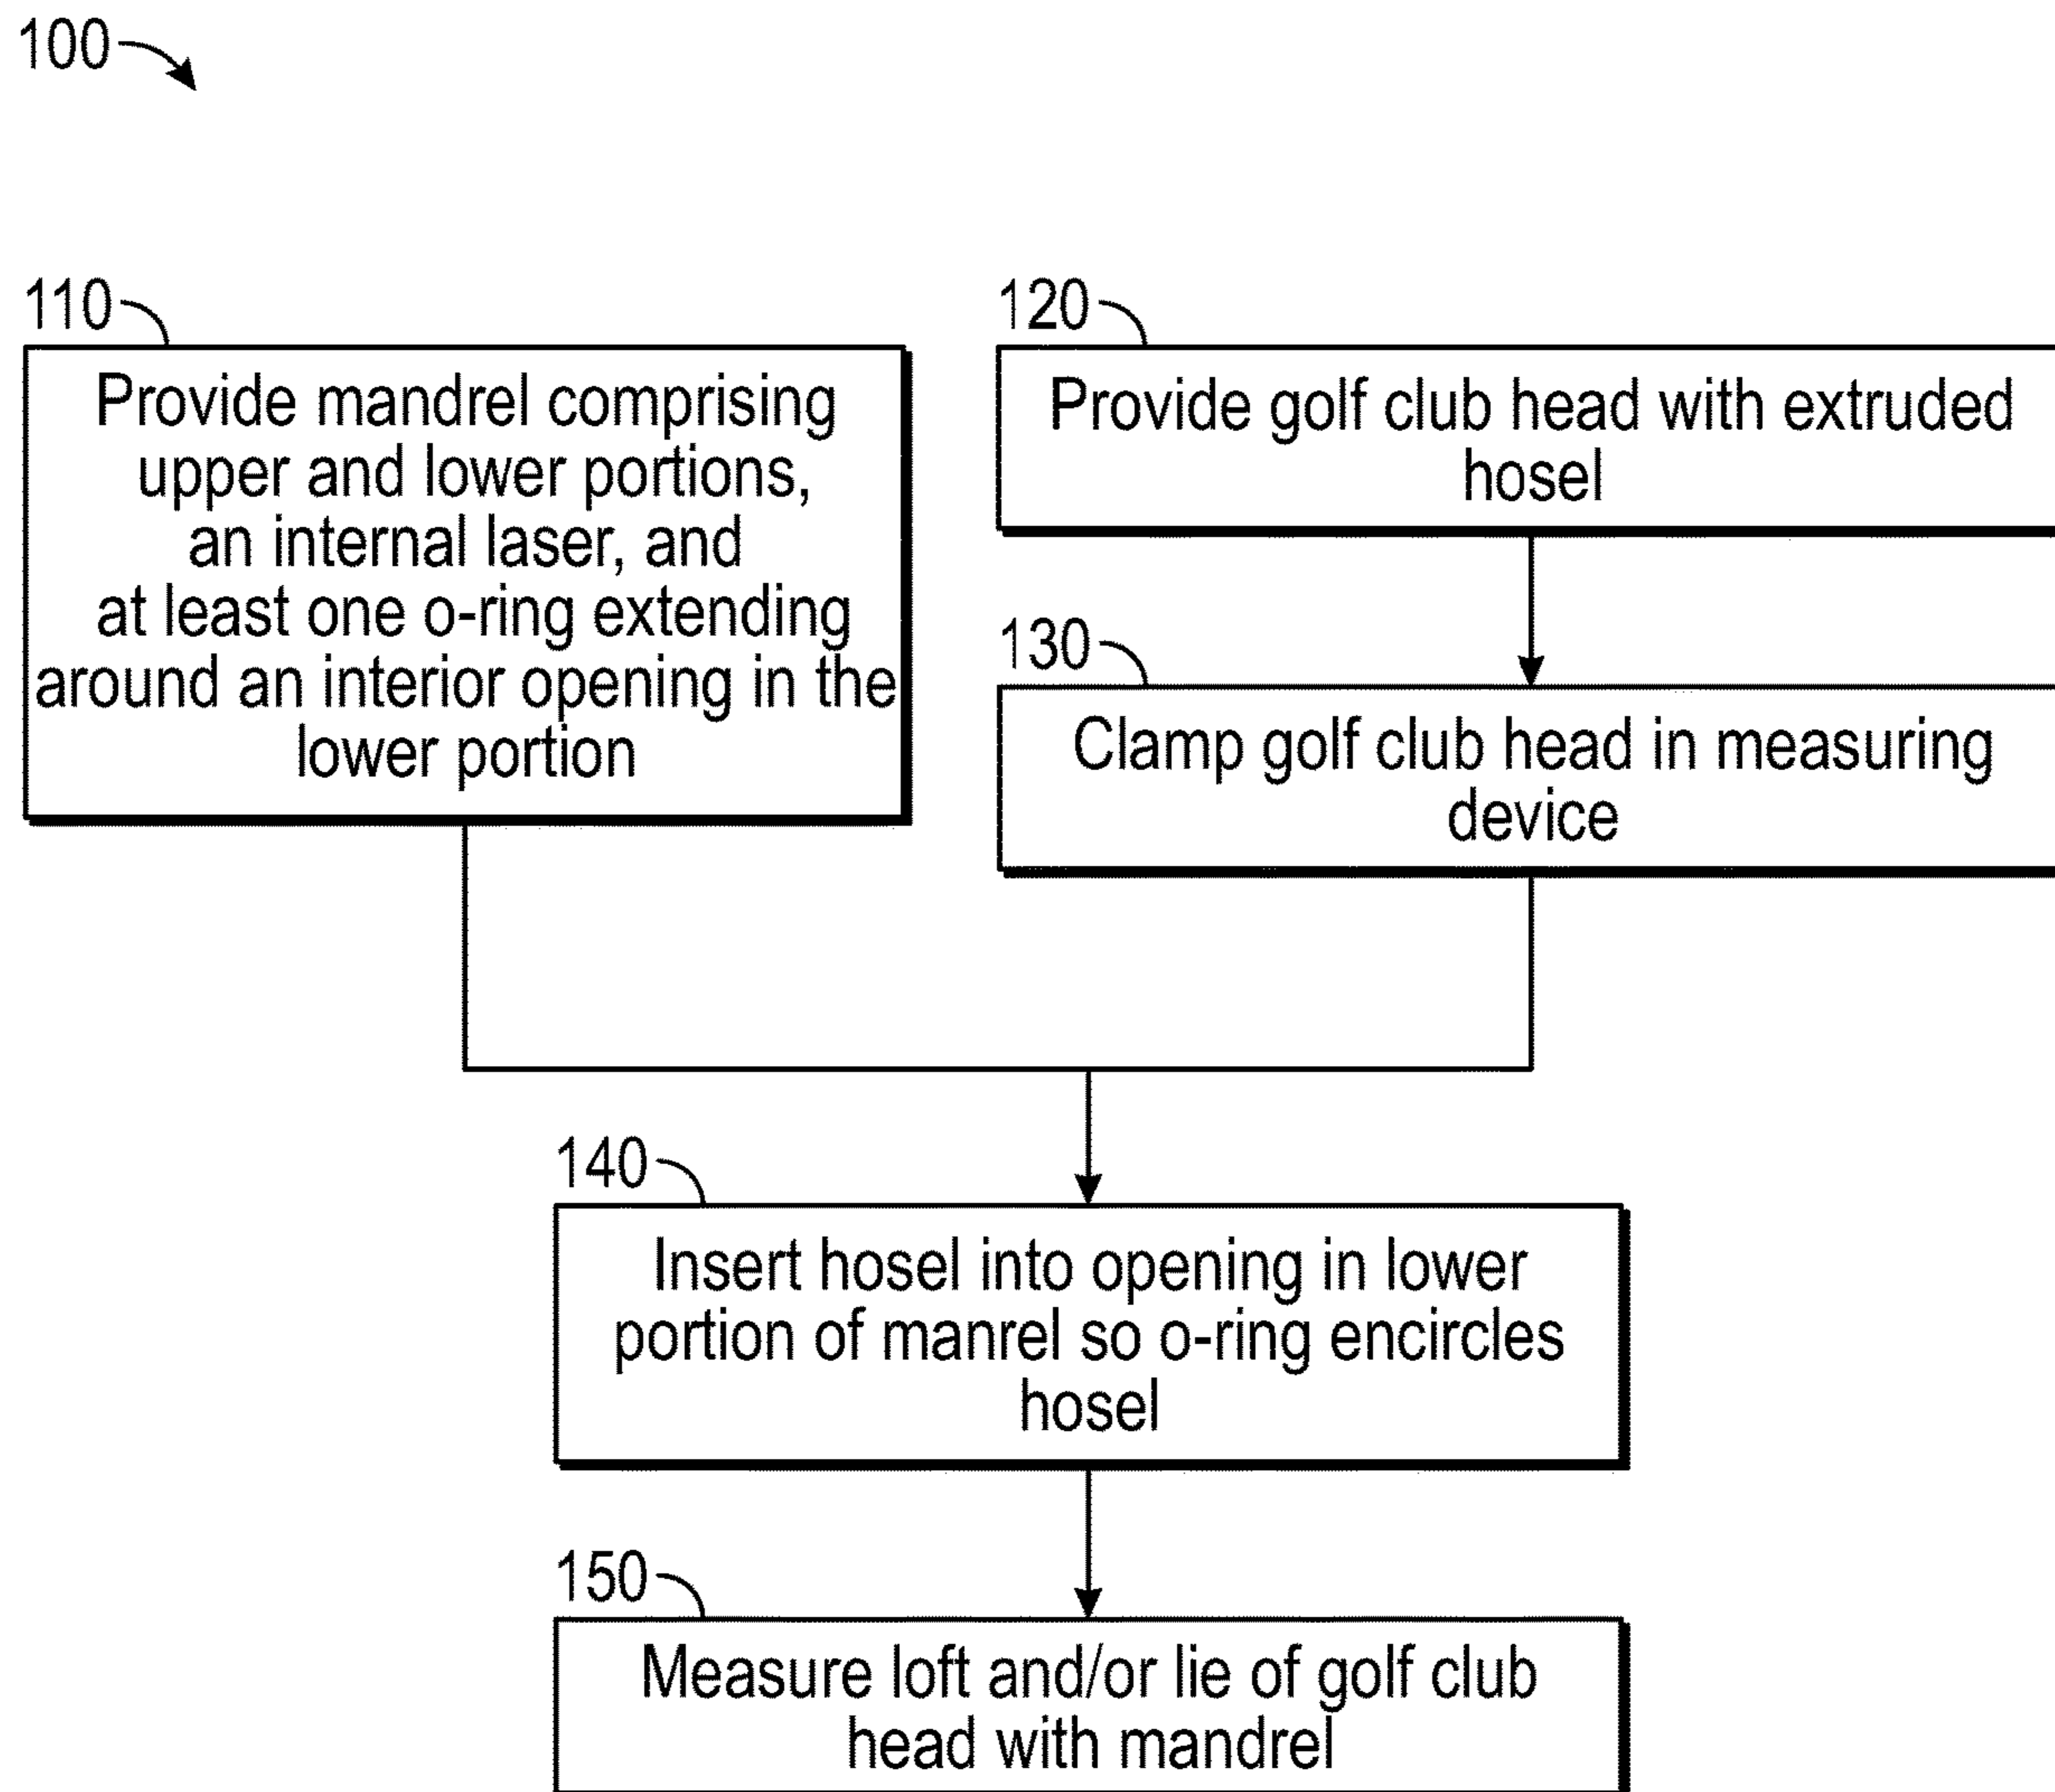 100
110
Provide mandrel comprising
upper and lower portions,
an internal laser, and
at least one o-ring extending
around an interior opening in the
lower portion
120
Provide golf club head with extruded
hosel
130
Clamp golf club head in measuring
device
140
Insert hosel into opening in lower
portion of manrel so o-ring encircles
hosel
150
Measure loft and/or lie of golf club
head with mandrel